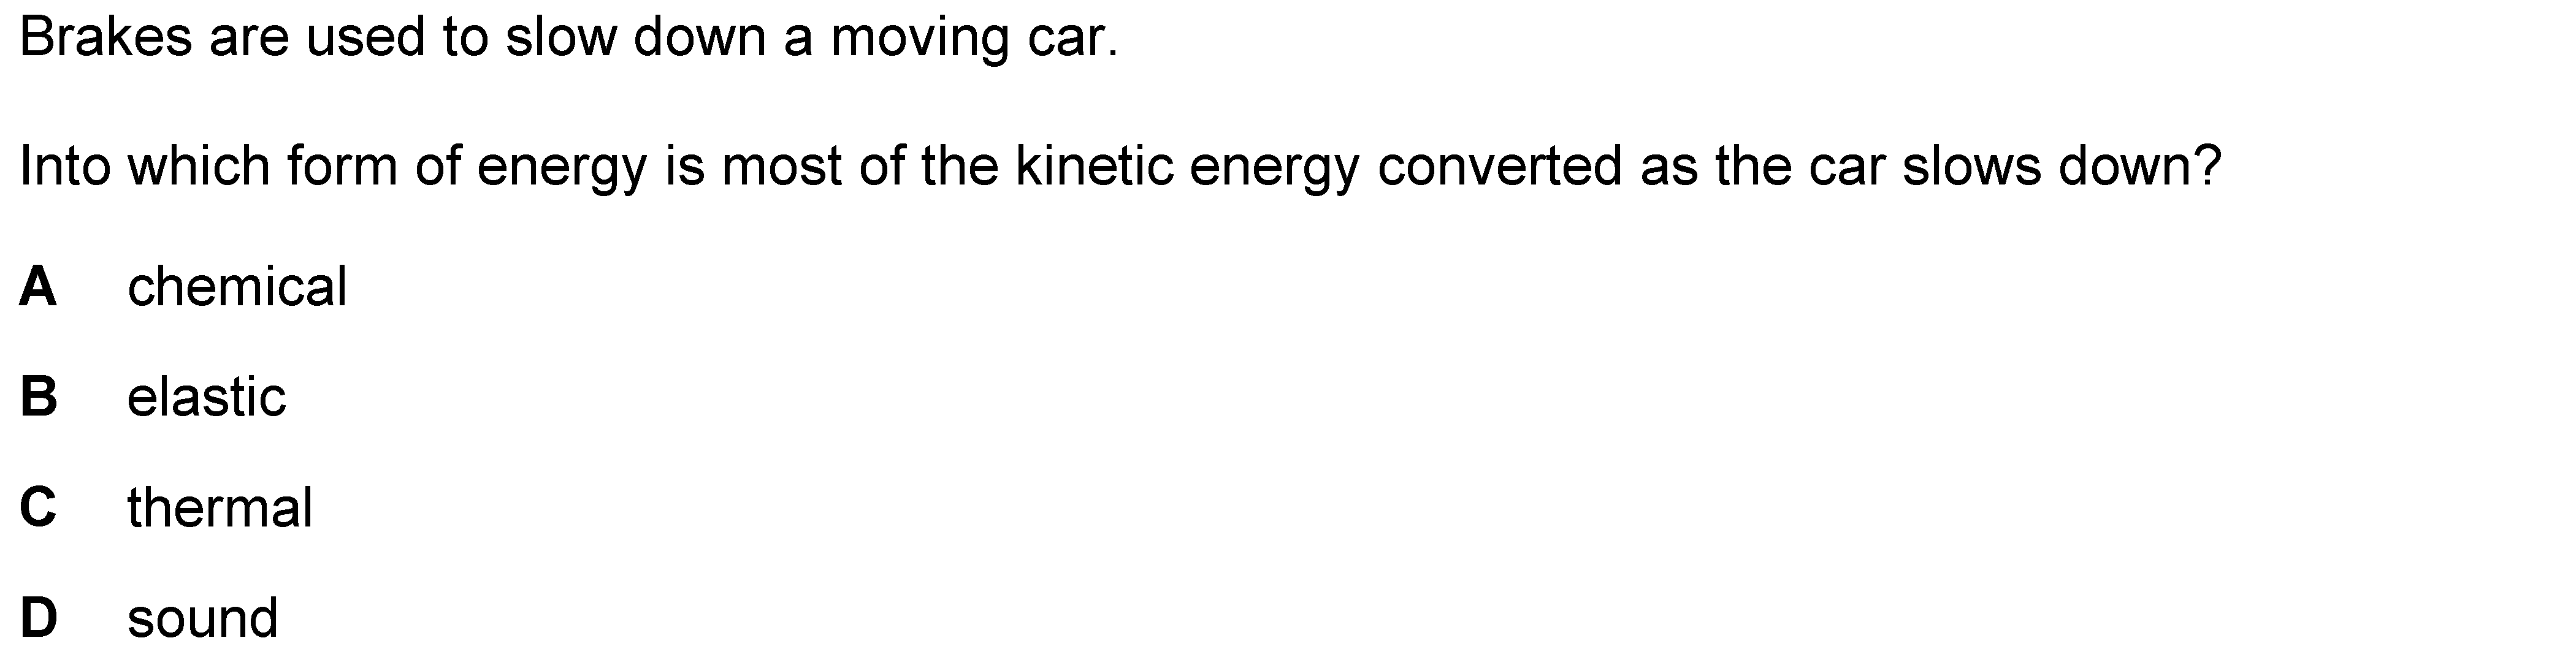 Brakes are used to slow down a moving car.
Into which form of energy is most of the kinetic energy converted as the car slows down?
A chemical
B elastic
C thermal
D sound